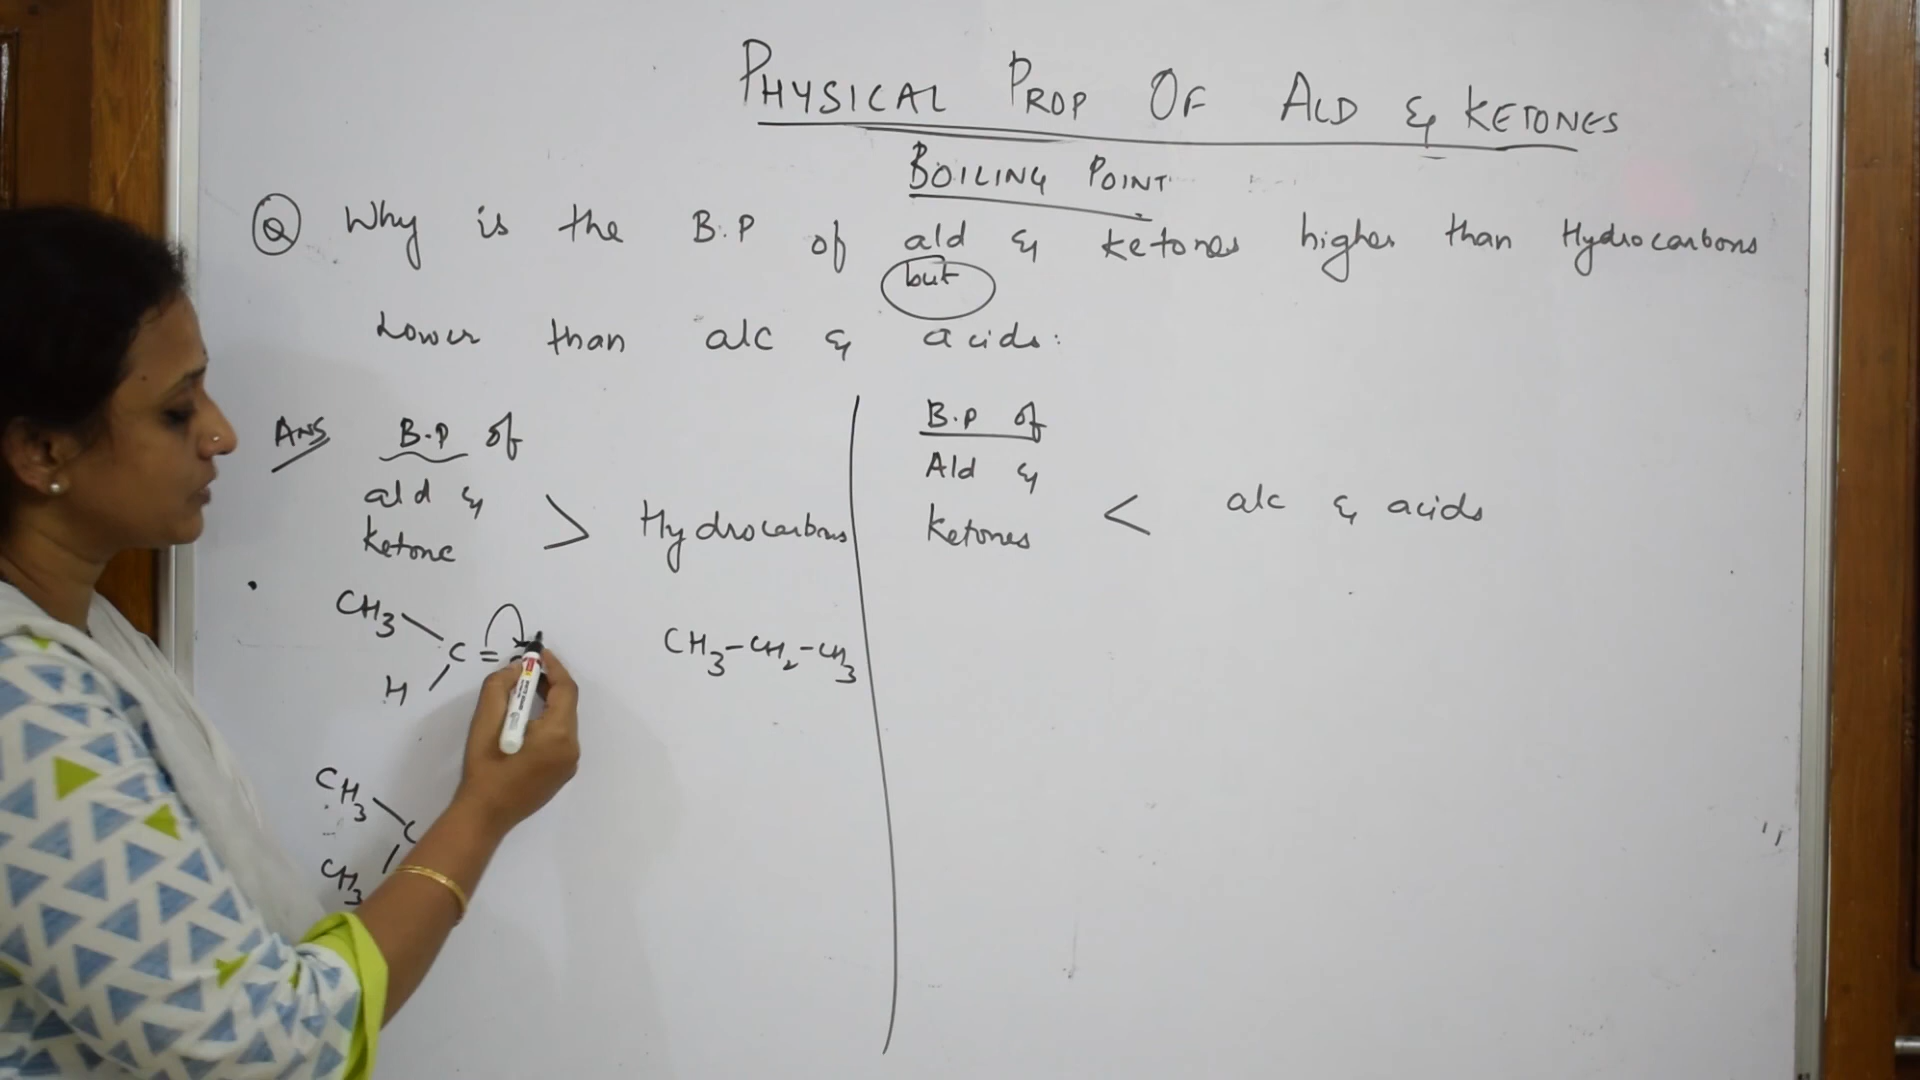 PHYSICAL PROP OF ALD & KETONES
BOILING POINT
Q Why is the B.P of ald & ketones higher than Hydrocarbons
but
Lower than alc & acids:
Ans B.P of
ald &
ketone > Hydrocarbons
CH3
C =
H
CH3-CH2-CH3
CH3
C
CH3
B.P of
Ald &
ketones < alc & acids